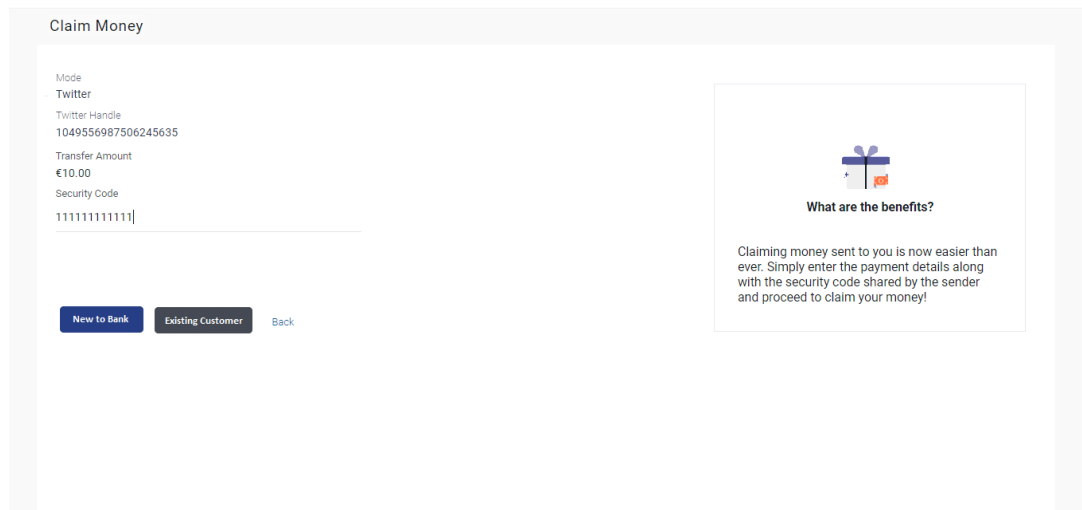 Claim Money
Mode
Twitter
Twitter Handle
1049556987506245635
Transfer Amount
€10.00
Security Code
111111111111
New to Bank
Existing Customer
Back
What are the benefits?
Claiming money sent to you is now easier than
ever. Simply enter the payment details along
with the security code shared by the sender
and proceed to claim your money!